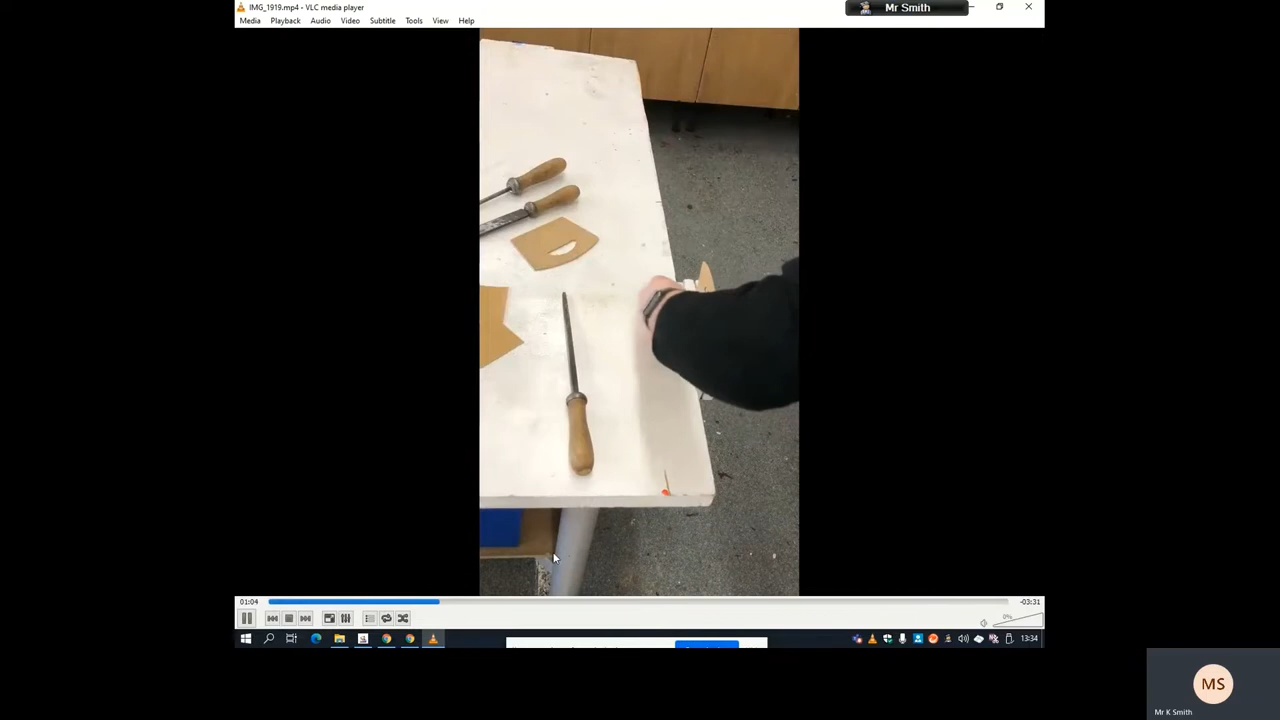 IMG_1919.mp4 - VLC media player
Mr Smith
Media Playback Audio Video Subtitle Tools View Help
01:04
-03:31
0%
13:34
MS
Mr K Smith